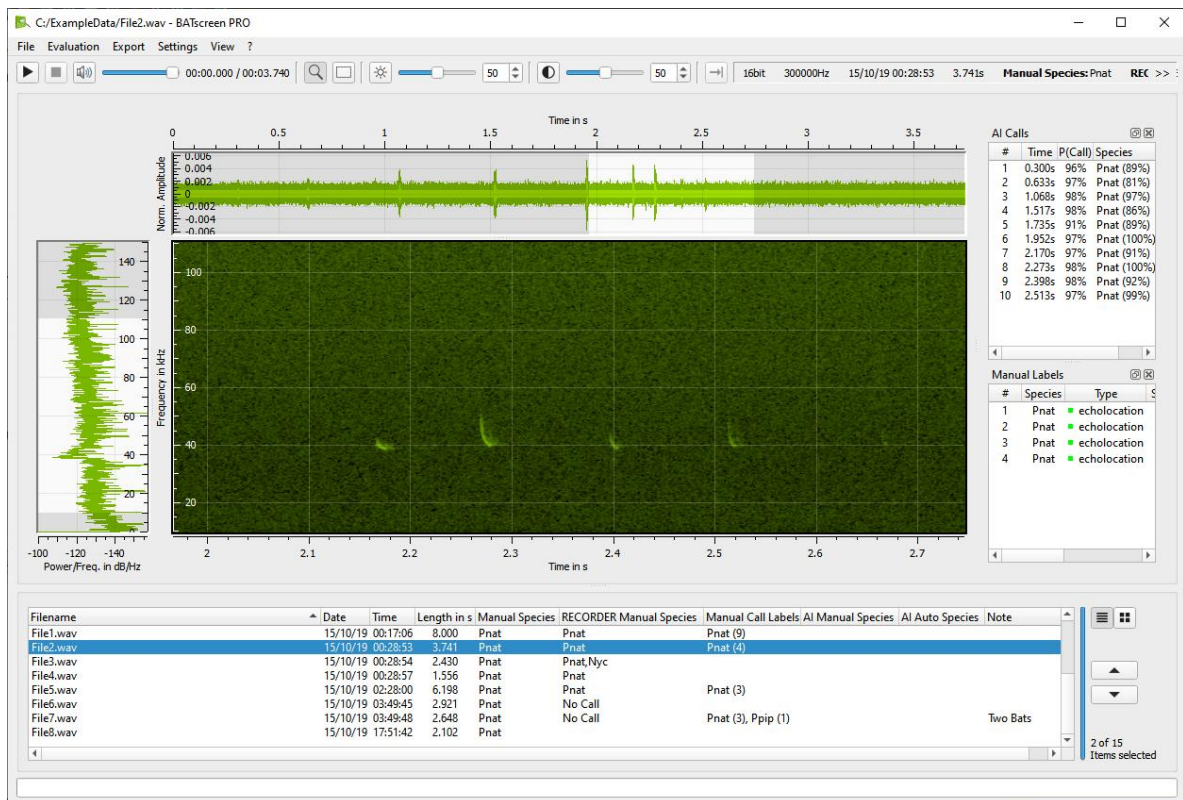 C:/ExampleData/File2.wav - BATscreen PRO
File Evaluation Export Settings View ?
00:00.000 / 00:03.740 50 50 16bit 300000Hz 15/10/19 00:28:53 3.741s Manual Species: Pnat REC >>
Time in s
0 0.5 1 1.5 2 2.5 3 3.5
Norm. Amplitude
0.006
0.004
0.002
0
-0.002
-0.004
-0.006
140
120
100
80
60
40
20
0
-100 -120 -140
Power/Freq. in dB/Hz
Frequency in kHz
100
80
60
40
20
2 2.1 2.2 2.3 2.4 2.5 2.6 2.7
Time in s
AI Calls
# Time P(Call) Species
1 0.300s 96% Pnat (89%)
2 0.633s 97% Pnat (81%)
3 1.068s 98% Pnat (97%)
4 1.517s 98% Pnat (86%)
5 1.735s 91% Pnat (89%)
6 1.952s 97% Pnat (100%)
7 2.170s 97% Pnat (91%)
8 2.273s 98% Pnat (100%)
9 2.398s 98% Pnat (92%)
10 2.513s 97% Pnat (99%)
Manual Labels
# Species Type S
1 Pnat echolocation
2 Pnat echolocation
3 Pnat echolocation
4 Pnat echolocation
Filename Date Time Length in s Manual Species RECORDER Manual Species Manual Call Labels AI Manual Species AI Auto Species Note
File1.wav 15/10/19 00:17:06 8.000 Pnat Pnat Pnat (9)
File2.wav 15/10/19 00:28:53 3.741 Pnat Pnat Pnat (4)
File3.wav 15/10/19 00:28:54 2.430 Pnat Pnat,Nyc
File4.wav 15/10/19 00:28:57 1.556 Pnat Pnat
File5.wav 15/10/19 02:28:00 6.198 Pnat Pnat Pnat (3)
File6.wav 15/10/19 03:49:45 2.921 Pnat No Call
File7.wav 15/10/19 03:49:48 2.648 Pnat No Call Pnat (3), Ppip (1) Two Bats
File8.wav 15/10/19 17:51:42 2.102 Pnat
2 of 15
Items selected